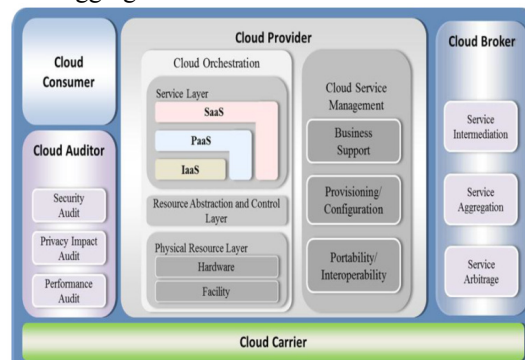 Cloud
Consumer
Cloud Auditor
Security
Audit
Privacy Impact
Audit
Performance
Audit
Cloud Provider
Cloud Orchestration
Service Layer
SaaS
PaaS
IaaS
Resource Abstraction and Control
Layer
Physical Resource Layer
Hardware
Facility
Cloud Service
Management
Business
Support
Provisioning/
Configuration
Portability/
Interoperability
Cloud Broker
Service
Intermediation
Service
Aggregation
Service
Arbitrage
Cloud Carrier